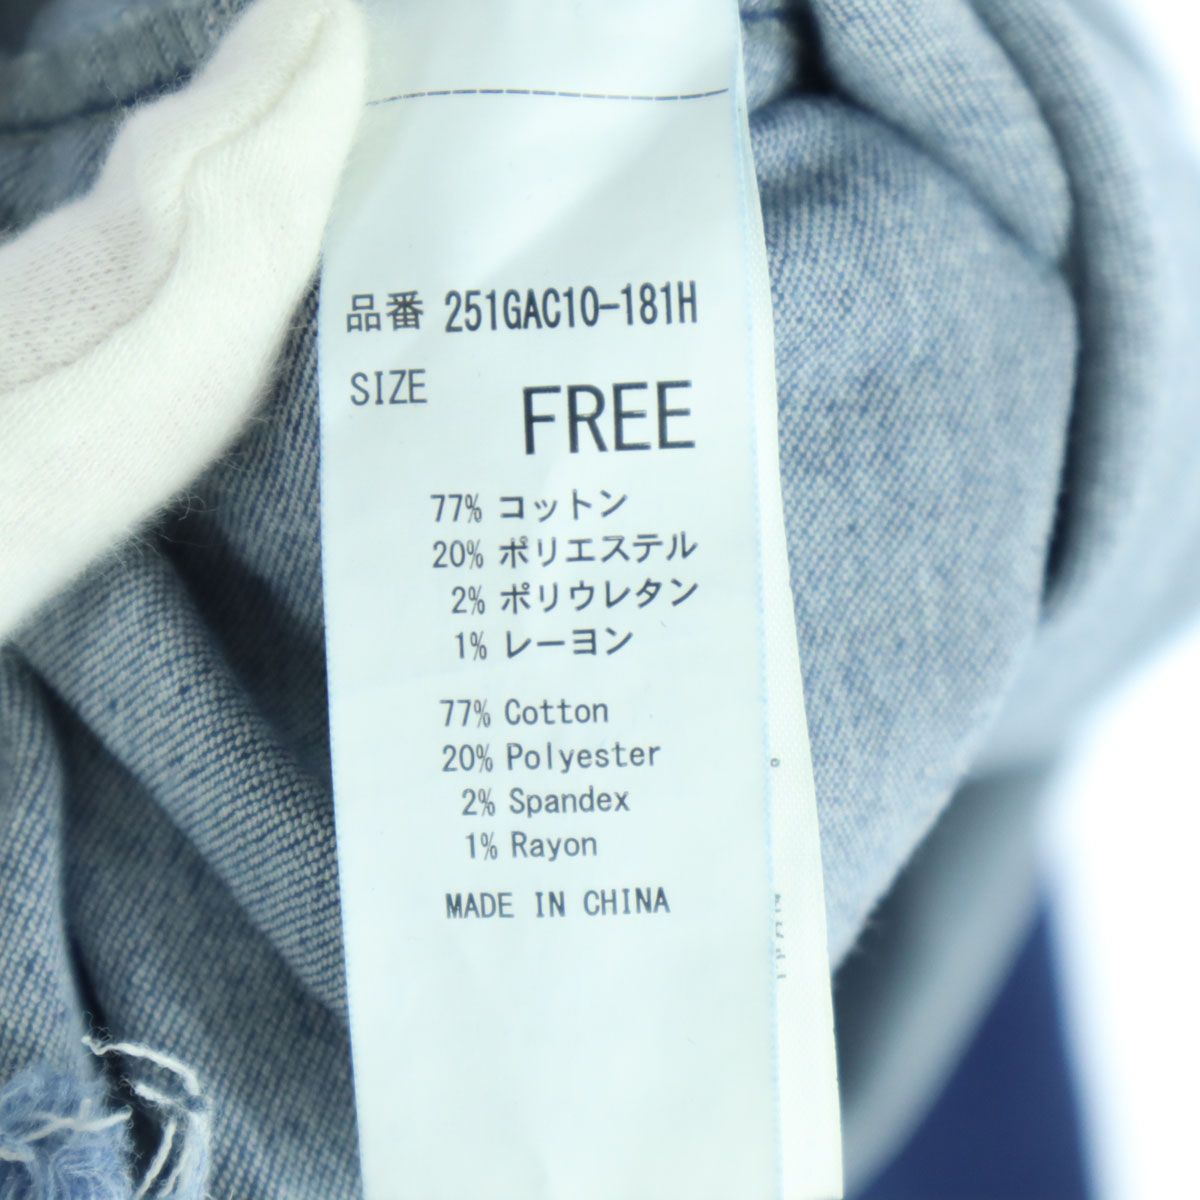 品番 251GAC10-181H
SIZE
FREE
77% コットン
20% ポリエステル
2% ポリウレタン
1% レーヨン
77% Cotton
20% Polyester
2% Spandex
1% Rayon
MADE IN CHINA